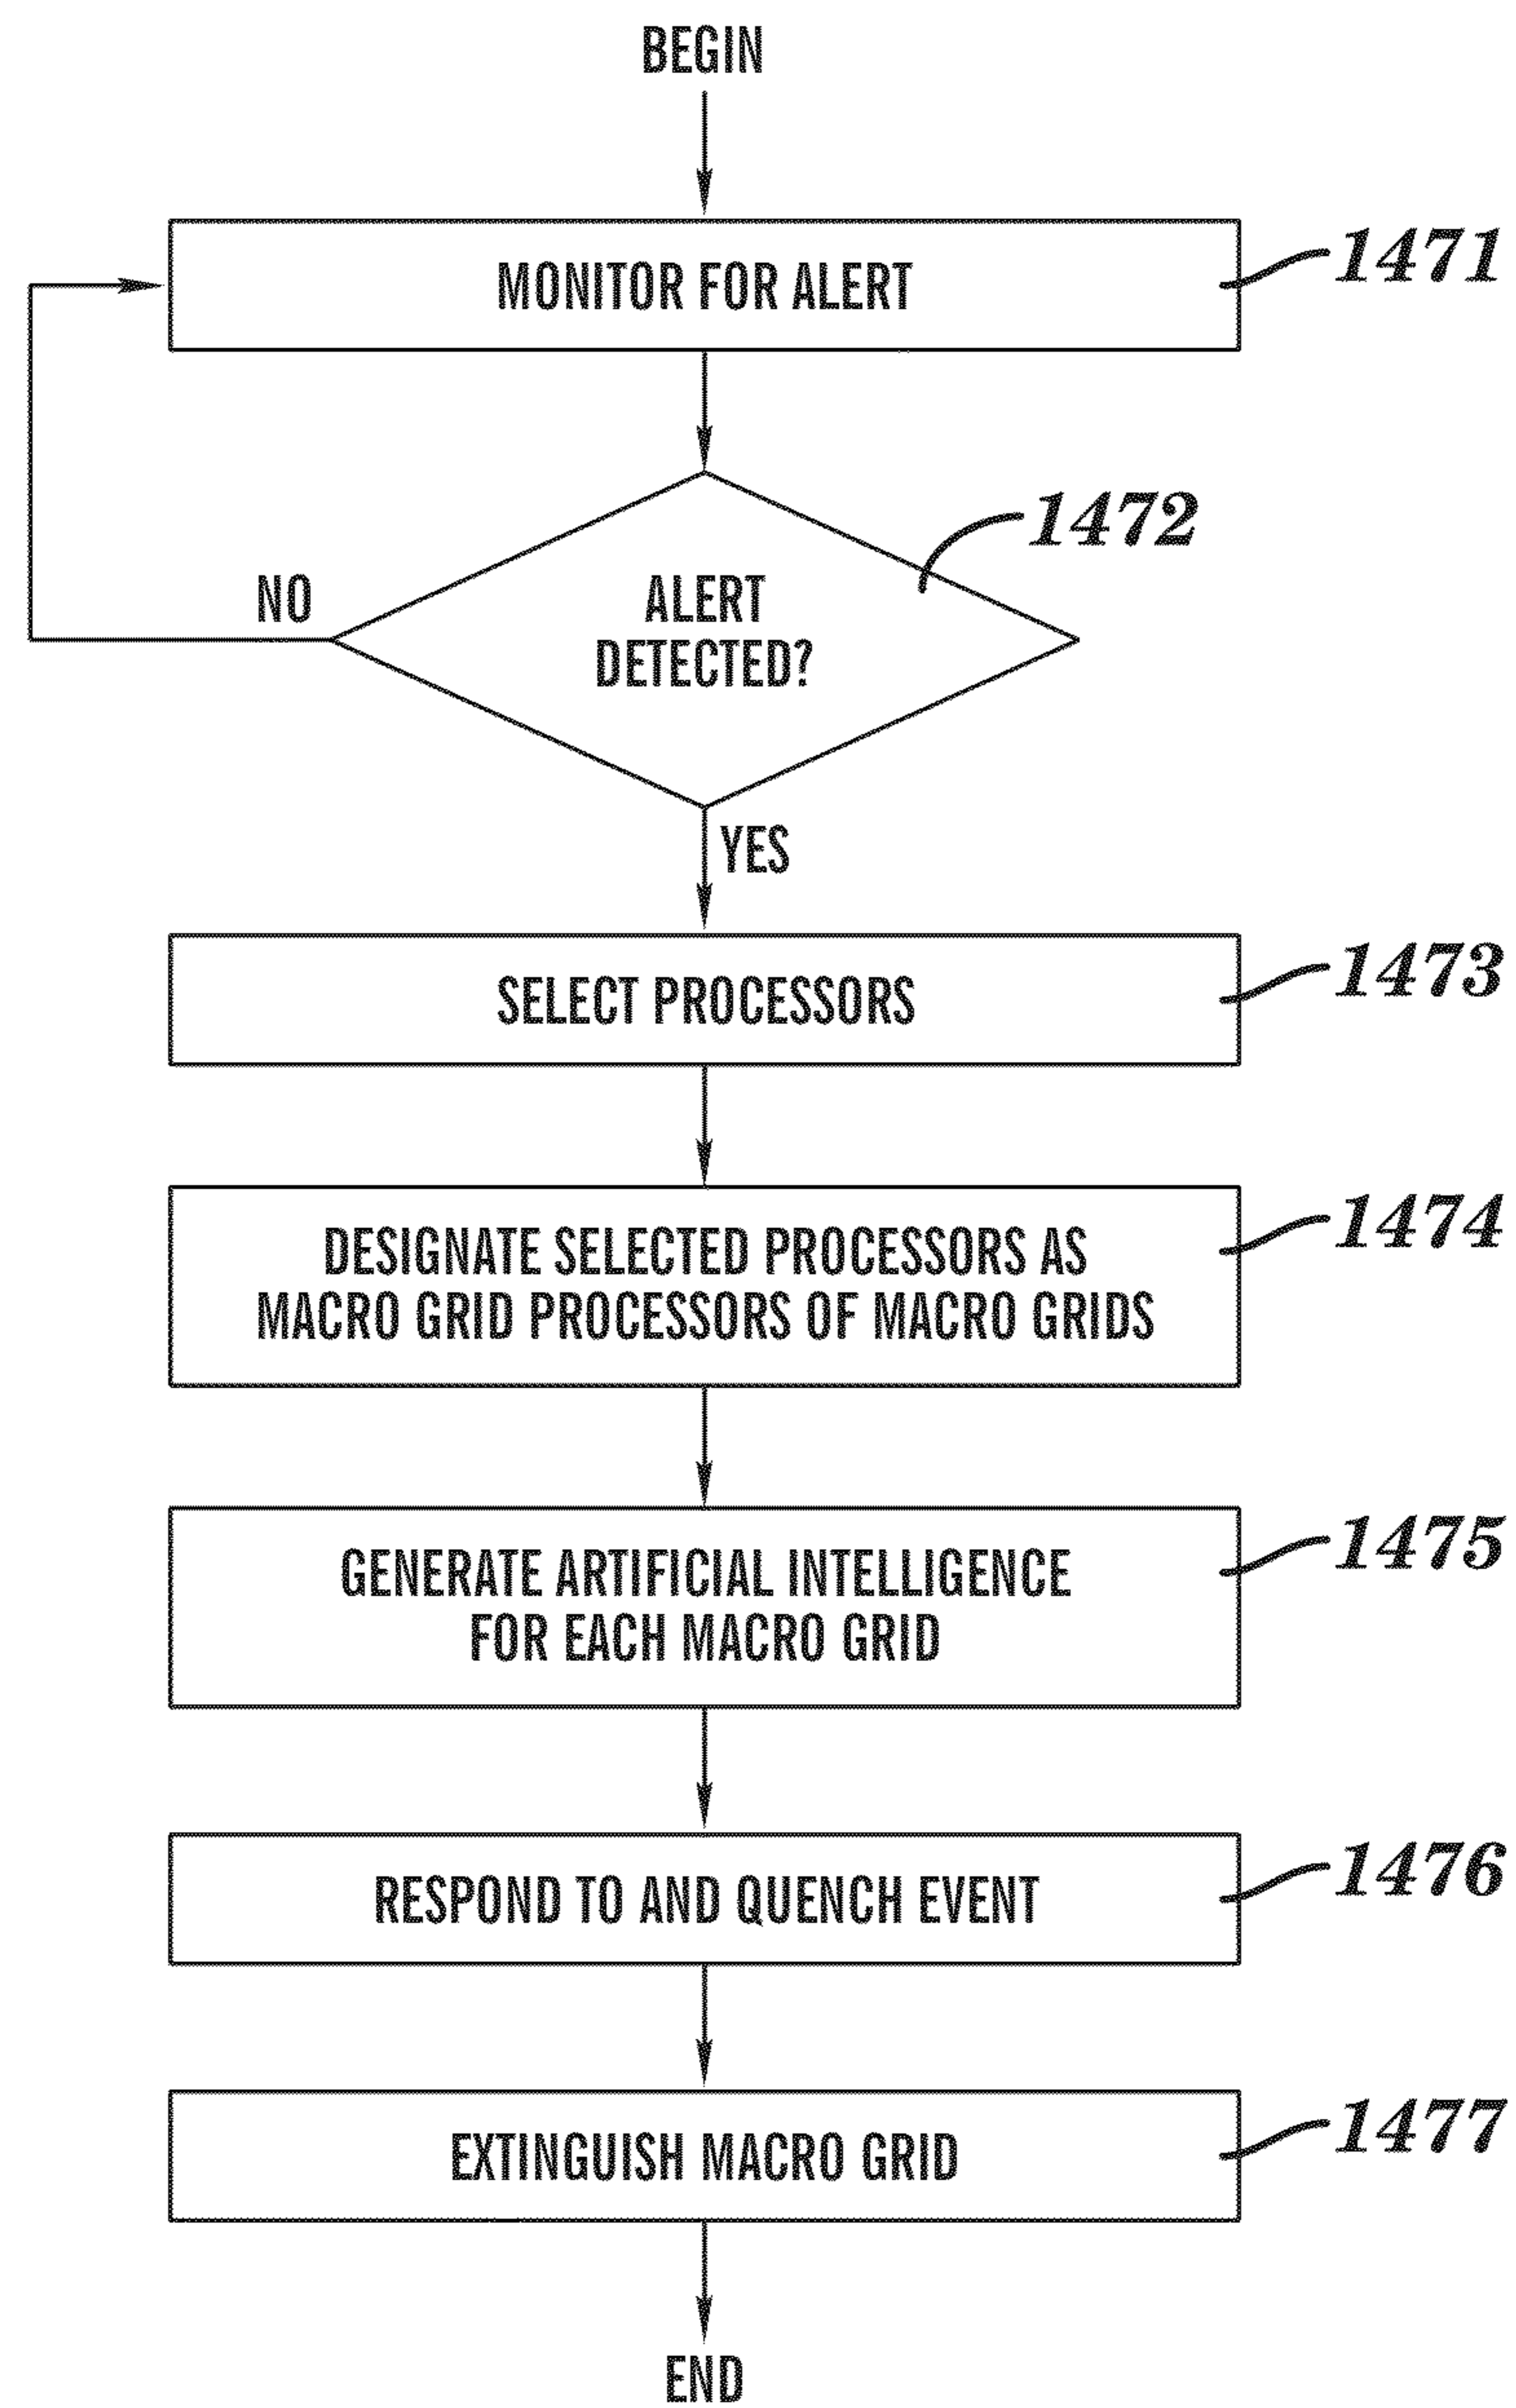 BEGIN
MONITOR FOR ALERT
1471
1472
ALERT
DETECTED?
NO
YES
SELECT PROCESSORS
1473
DESIGNATE SELECTED PROCESSORS AS
MACRO GRID PROCESSORS OF MACRO GRIDS
1474
GENERATE ARTIFICIAL INTELLIGENCE
FOR EACH MACRO GRID
1475
RESPOND TO AND QUENCH EVENT
1476
EXTINGUISH MACRO GRID
1477
END